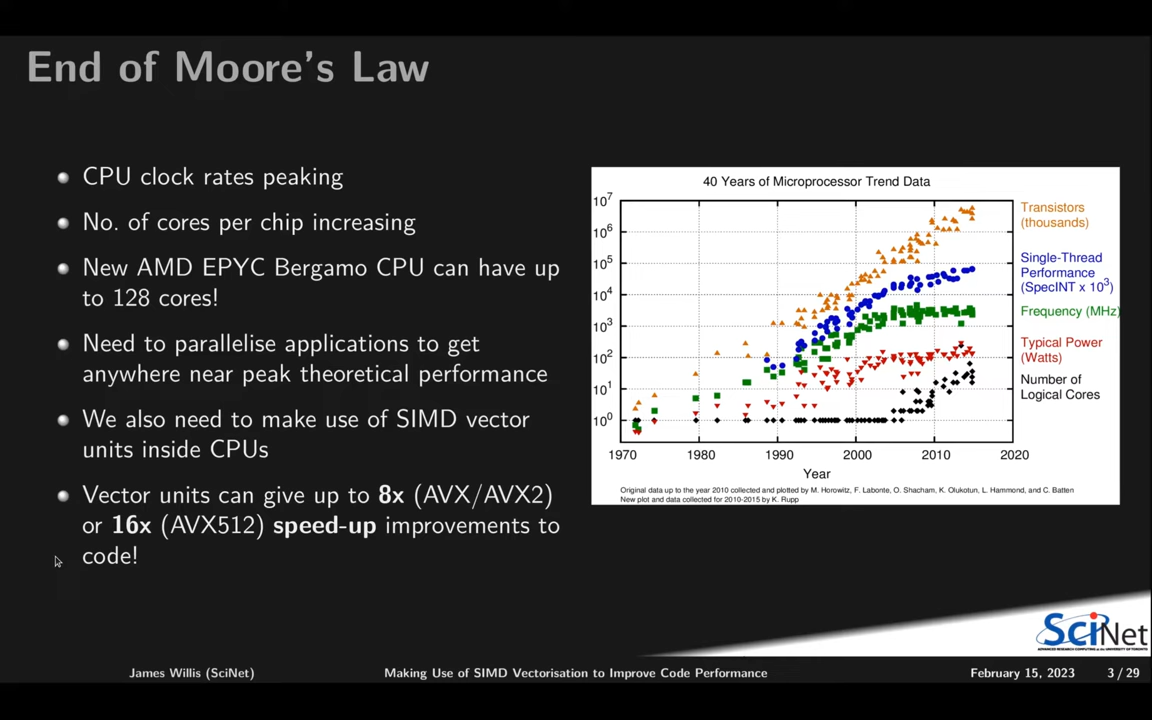 End of Moore's Law
CPU clock rates peaking
No. of cores per chip increasing
New AMD EPYC Bergamo CPU can have up
to 128 cores!
Need to parallelise applications to get
anywhere near peak theoretical performance
We also need to make use of SIMD vector
units inside CPUs
Vector units can give up to 8x (AVX/AVX2)
or 16x (AVX512) speed-up improvements to
code!
40 Years of Microprocessor Trend Data
10^7
10^6
10^5
10^4
10^3
10^2
10^1
10^0
1970 1980 1990 2000 2010 2020
Year
Transistors
(thousands)
Single-Thread
Performance
(SpecINT x 10^3)
Frequency (MHz)
Typical Power
(Watts)
Number of
Logical Cores
Original data up to the year 2010 collected and plotted by M. Horowitz, F. Labonte, O. Shacham, K. Olukotun, L. Hammond, and C. Batten
New plot and data collected for 2010-2015 by K. Rupp
SciNet
ADVANCED RESEARCH COMPUTING at the UNIVERSITY OF TORONTO
James Willis (SciNet) Making Use of SIMD Vectorisation to Improve Code Performance February 15, 2023 3 / 29